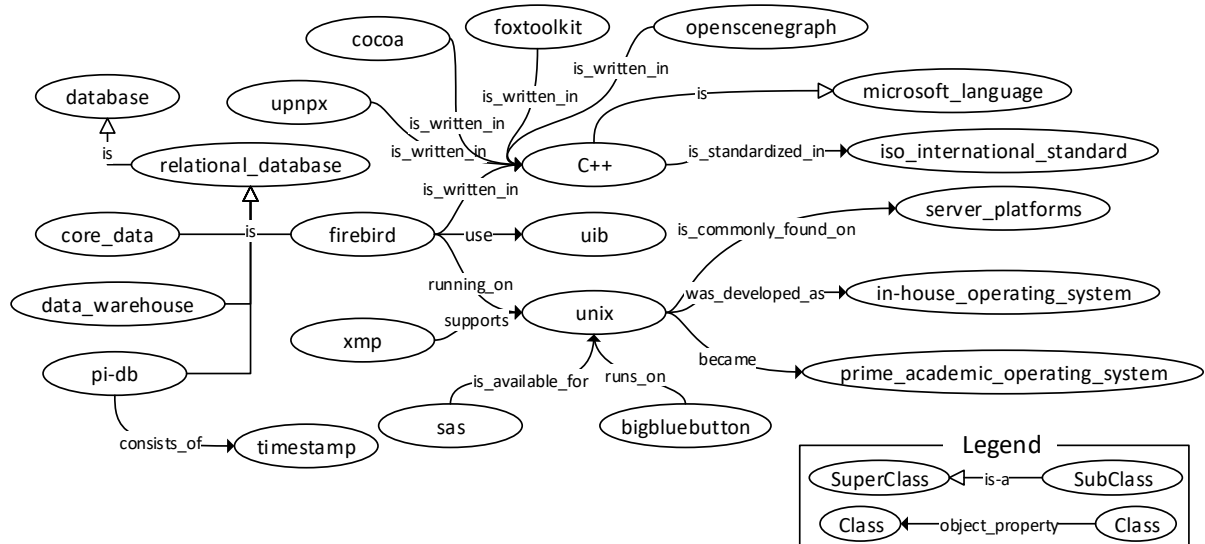 foxtoolkit
openscenegraph
cocoa
is_written_in
database
upnpx
is_written_in
is
microsoft_language
is_written_in
is
is_written_in
relational_database
C++
is_standardized_in
iso_international_standard
is_written_in
server_platforms
core_data
is
firebird
use
uib
is_commonly_found_on
running_on
data_warehouse
was_developed_as
in-house_operating_system
supports
unix
xmp
became
pi-db
is_available_for
runs_on
prime_academic_operating_system
sas
bigbluebutton
consists_of
timestamp
Legend
SuperClass
is-a
SubClass
Class
object_property
Class